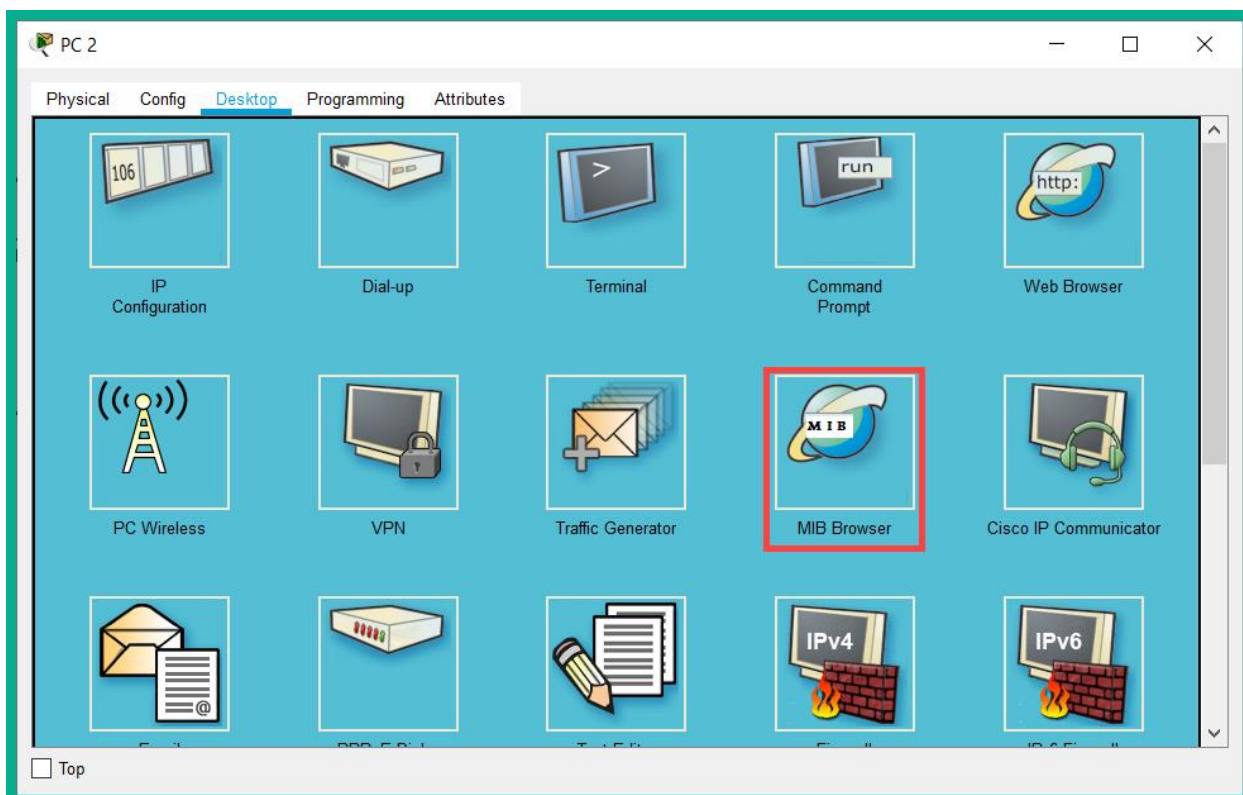 PC 2
Physical Config Desktop Programming Attributes
106
>
run
http:
IP
Configuration
Dial-up
Terminal
Command
Prompt
Web Browser
MIB
PC Wireless
VPN
Traffic Generator
MIB Browser
Cisco IP Communicator
@
IPv4
IPv6
Top